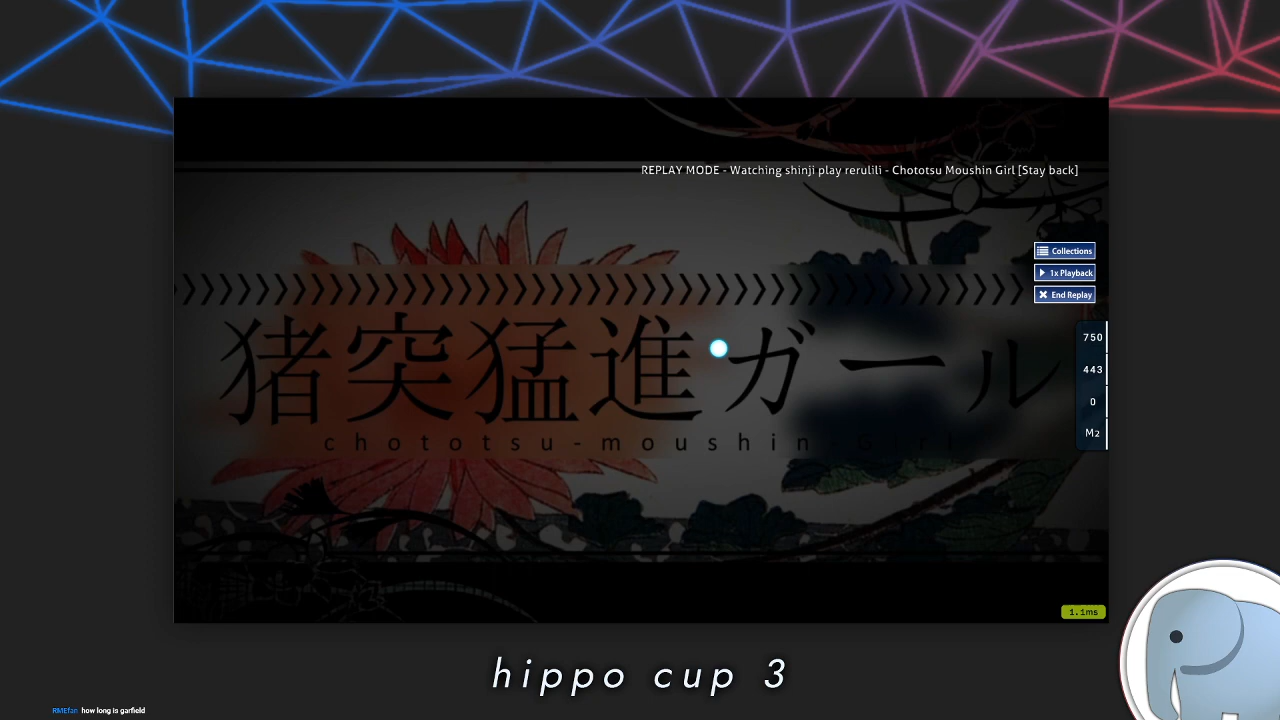 REPLAY MODE - Watching shinji play rerulili - Chototsu Moushin Girl [Stay back]
Collections
1x Playback
End Replay
猪突猛進ガール
chototsu-moushin-Girl
750
443
0
M2
1.1ms
hippo cup 3
RMEfan how long is garfield